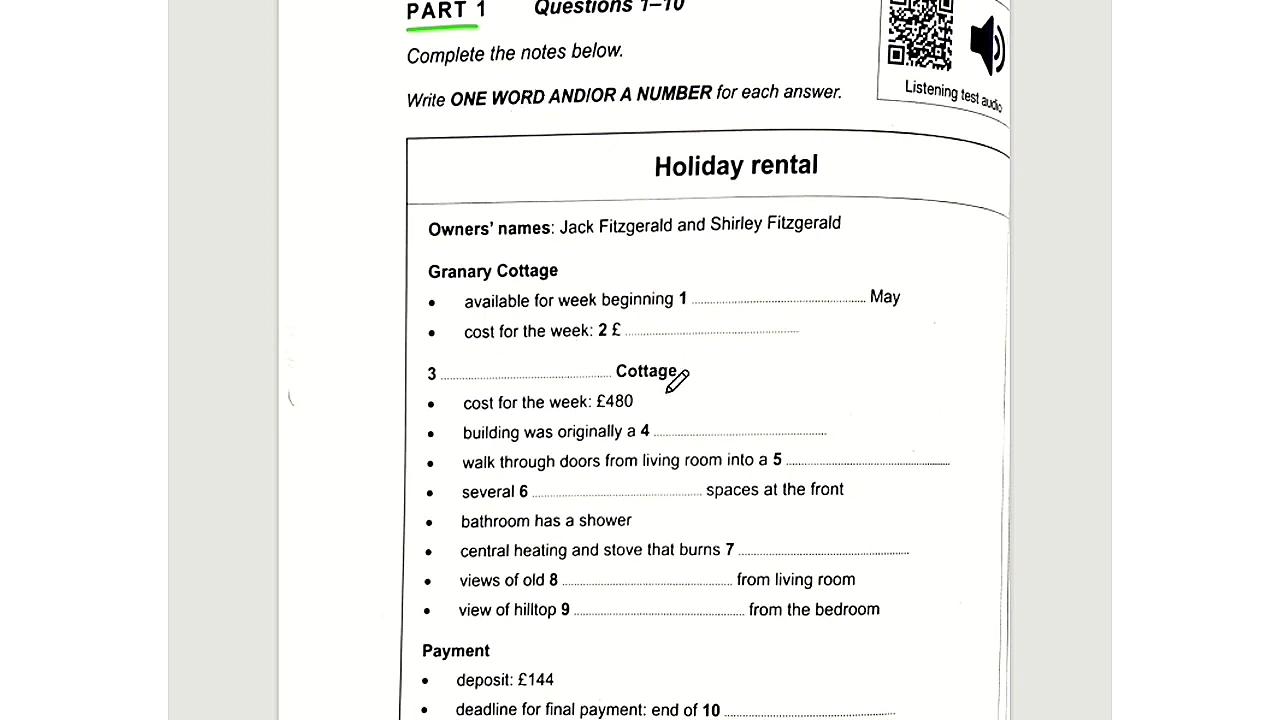 PART 1 Questions 1–10
Complete the notes below.
Write ONE WORD AND/OR A NUMBER for each answer.
Listening test audio
Holiday rental
Owners' names: Jack Fitzgerald and Shirley Fitzgerald
Granary Cottage
• available for week beginning 1 ........................ May
• cost for the week: 2 £ ........................
3 ........................ Cottage
• cost for the week: £480
• building was originally a 4 ........................
• walk through doors from living room into a 5 ........................
• several 6 ........................ spaces at the front
• bathroom has a shower
• central heating and stove that burns 7 ........................
• views of old 8 ........................ from living room
• view of hilltop 9 ........................ from the bedroom
Payment
• deposit: £144
• deadline for final payment: end of 10 ........................